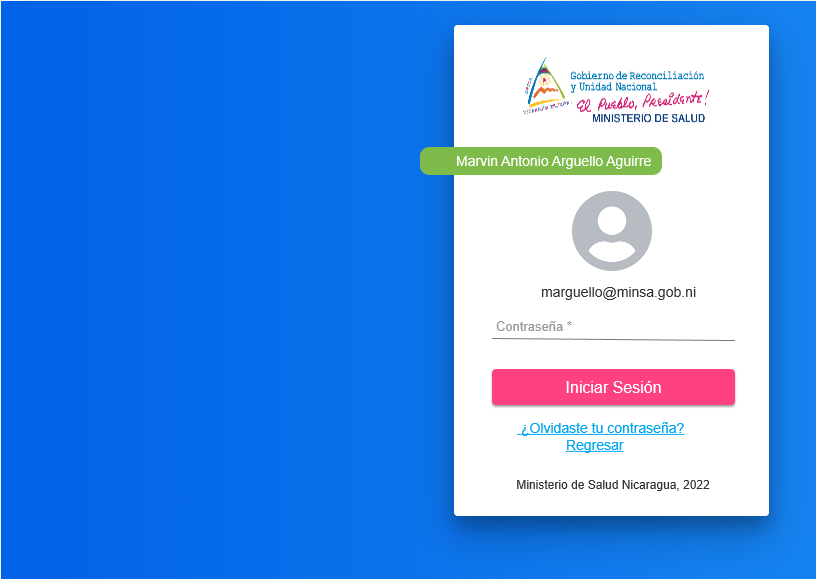 Gobierno de Reconciliación
y Unidad Nacional
El Pueblo, Presidente!
MINISTERIO DE SALUD
Marvin Antonio Arguello Aguirre
marguello@minsa.gob.ni
Contraseña *
Iniciar Sesión
¿Olvidaste tu contraseña?
Regresar
Ministerio de Salud Nicaragua, 2022